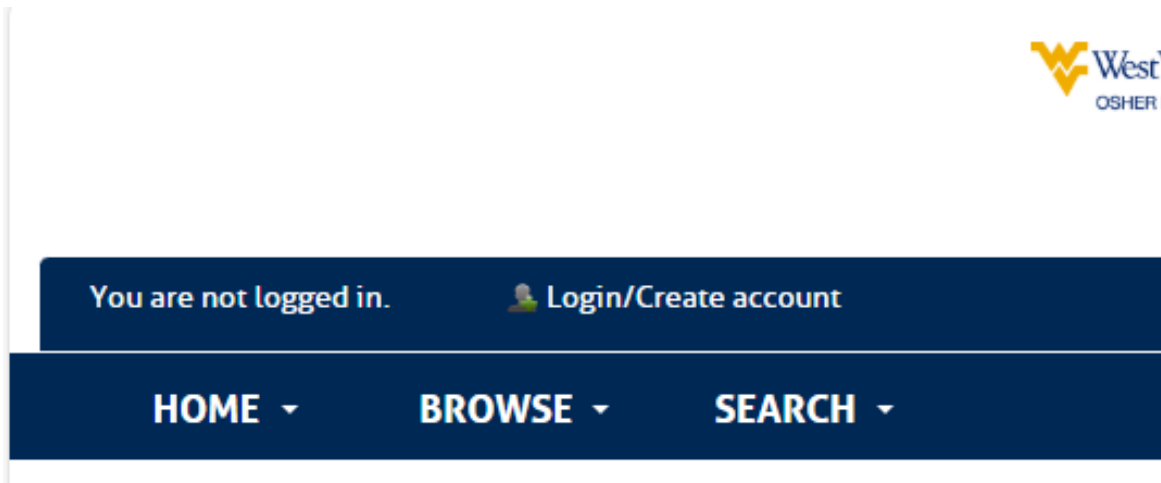 West
OSHER
You are not logged in. Login/Create account
HOME BROWSE SEARCH